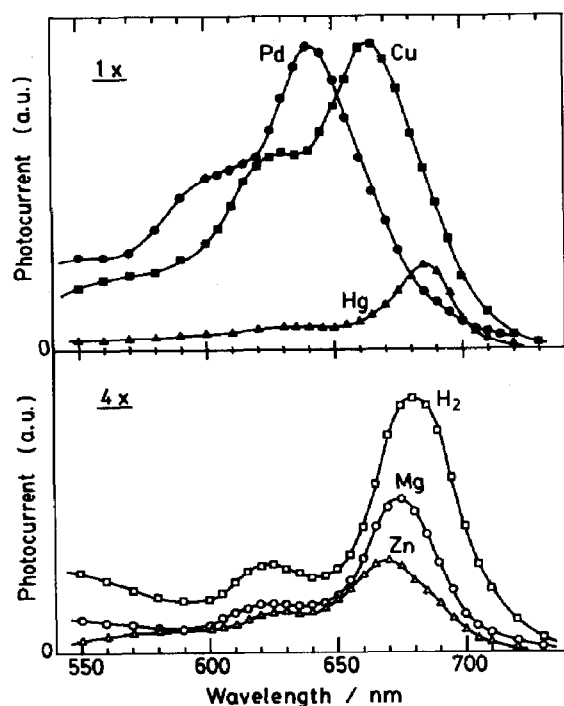 1x
Pd
Cu
Hg
Photocurrent (a.u.)
0
4x
H2
Mg
Zn
Photocurrent (a.u.)
0
550 600 650 700
Wavelength / nm